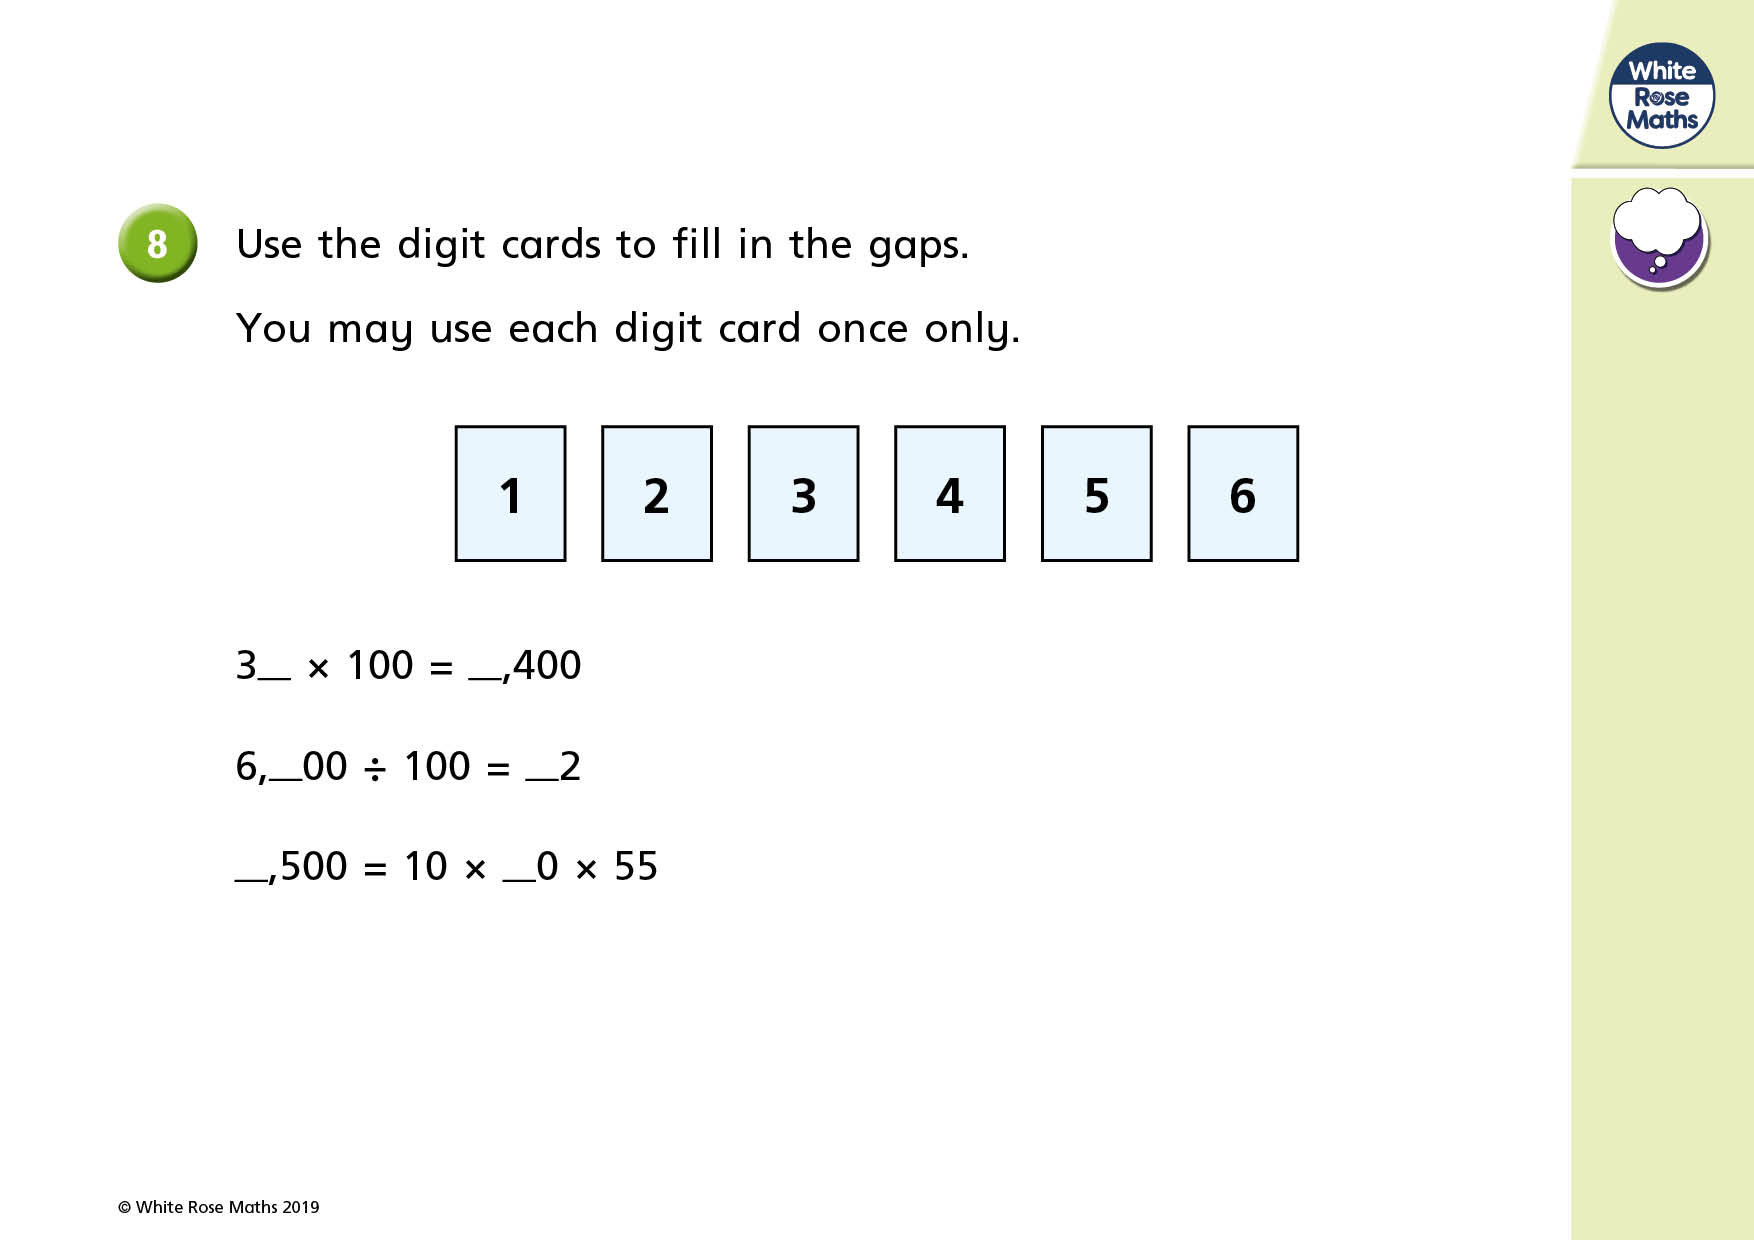 White
Rose
Maths
8 Use the digit cards to fill in the gaps.
You may use each digit card once only.
1 2 3 4 5 6
3__ × 100 = __,400
6,__00 ÷ 100 = __2
__,500 = 10 × __0 × 55
© White Rose Maths 2019